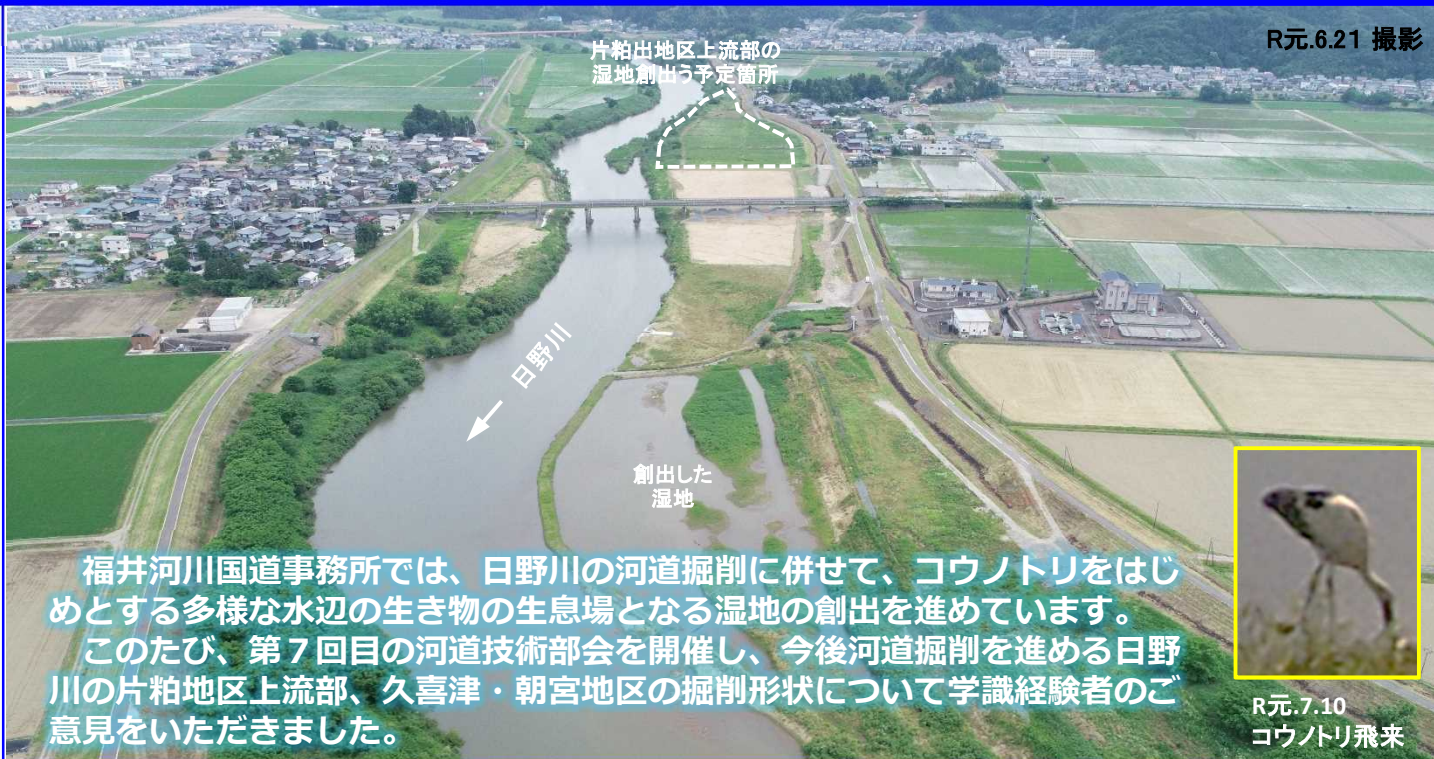 R元.6.21 撮影
片粕出地区上流部の
湿地創出う予定箇所
日野川
創出した
湿地
福井河川国道事務所では、日野川の河道掘削に併せて、コウノトリをはじ
めとする多様な水辺の生き物の生息場となる湿地の創出を進めています。
このたび、第７回目の河道技術部会を開催し、今後河道掘削を進める日野
川の片粕地区上流部、久喜津・朝宮地区の掘削形状について学識経験者のご
意見をいただきました。
R元.7.10
コウノトリ飛来